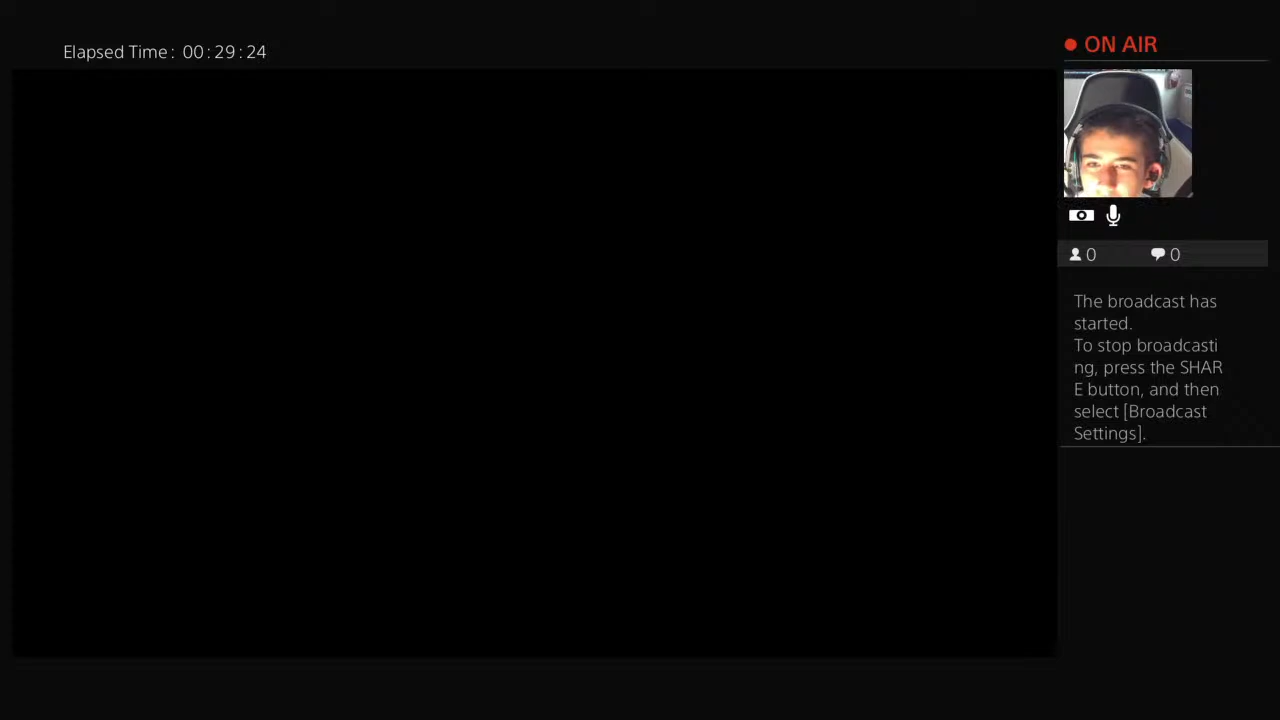 Elapsed Time: 00:29:24
ON AIR
0 0
The broadcast has
started.
To stop broadcasti
ng, press the SHAR
E button, and then
select [Broadcast
Settings].